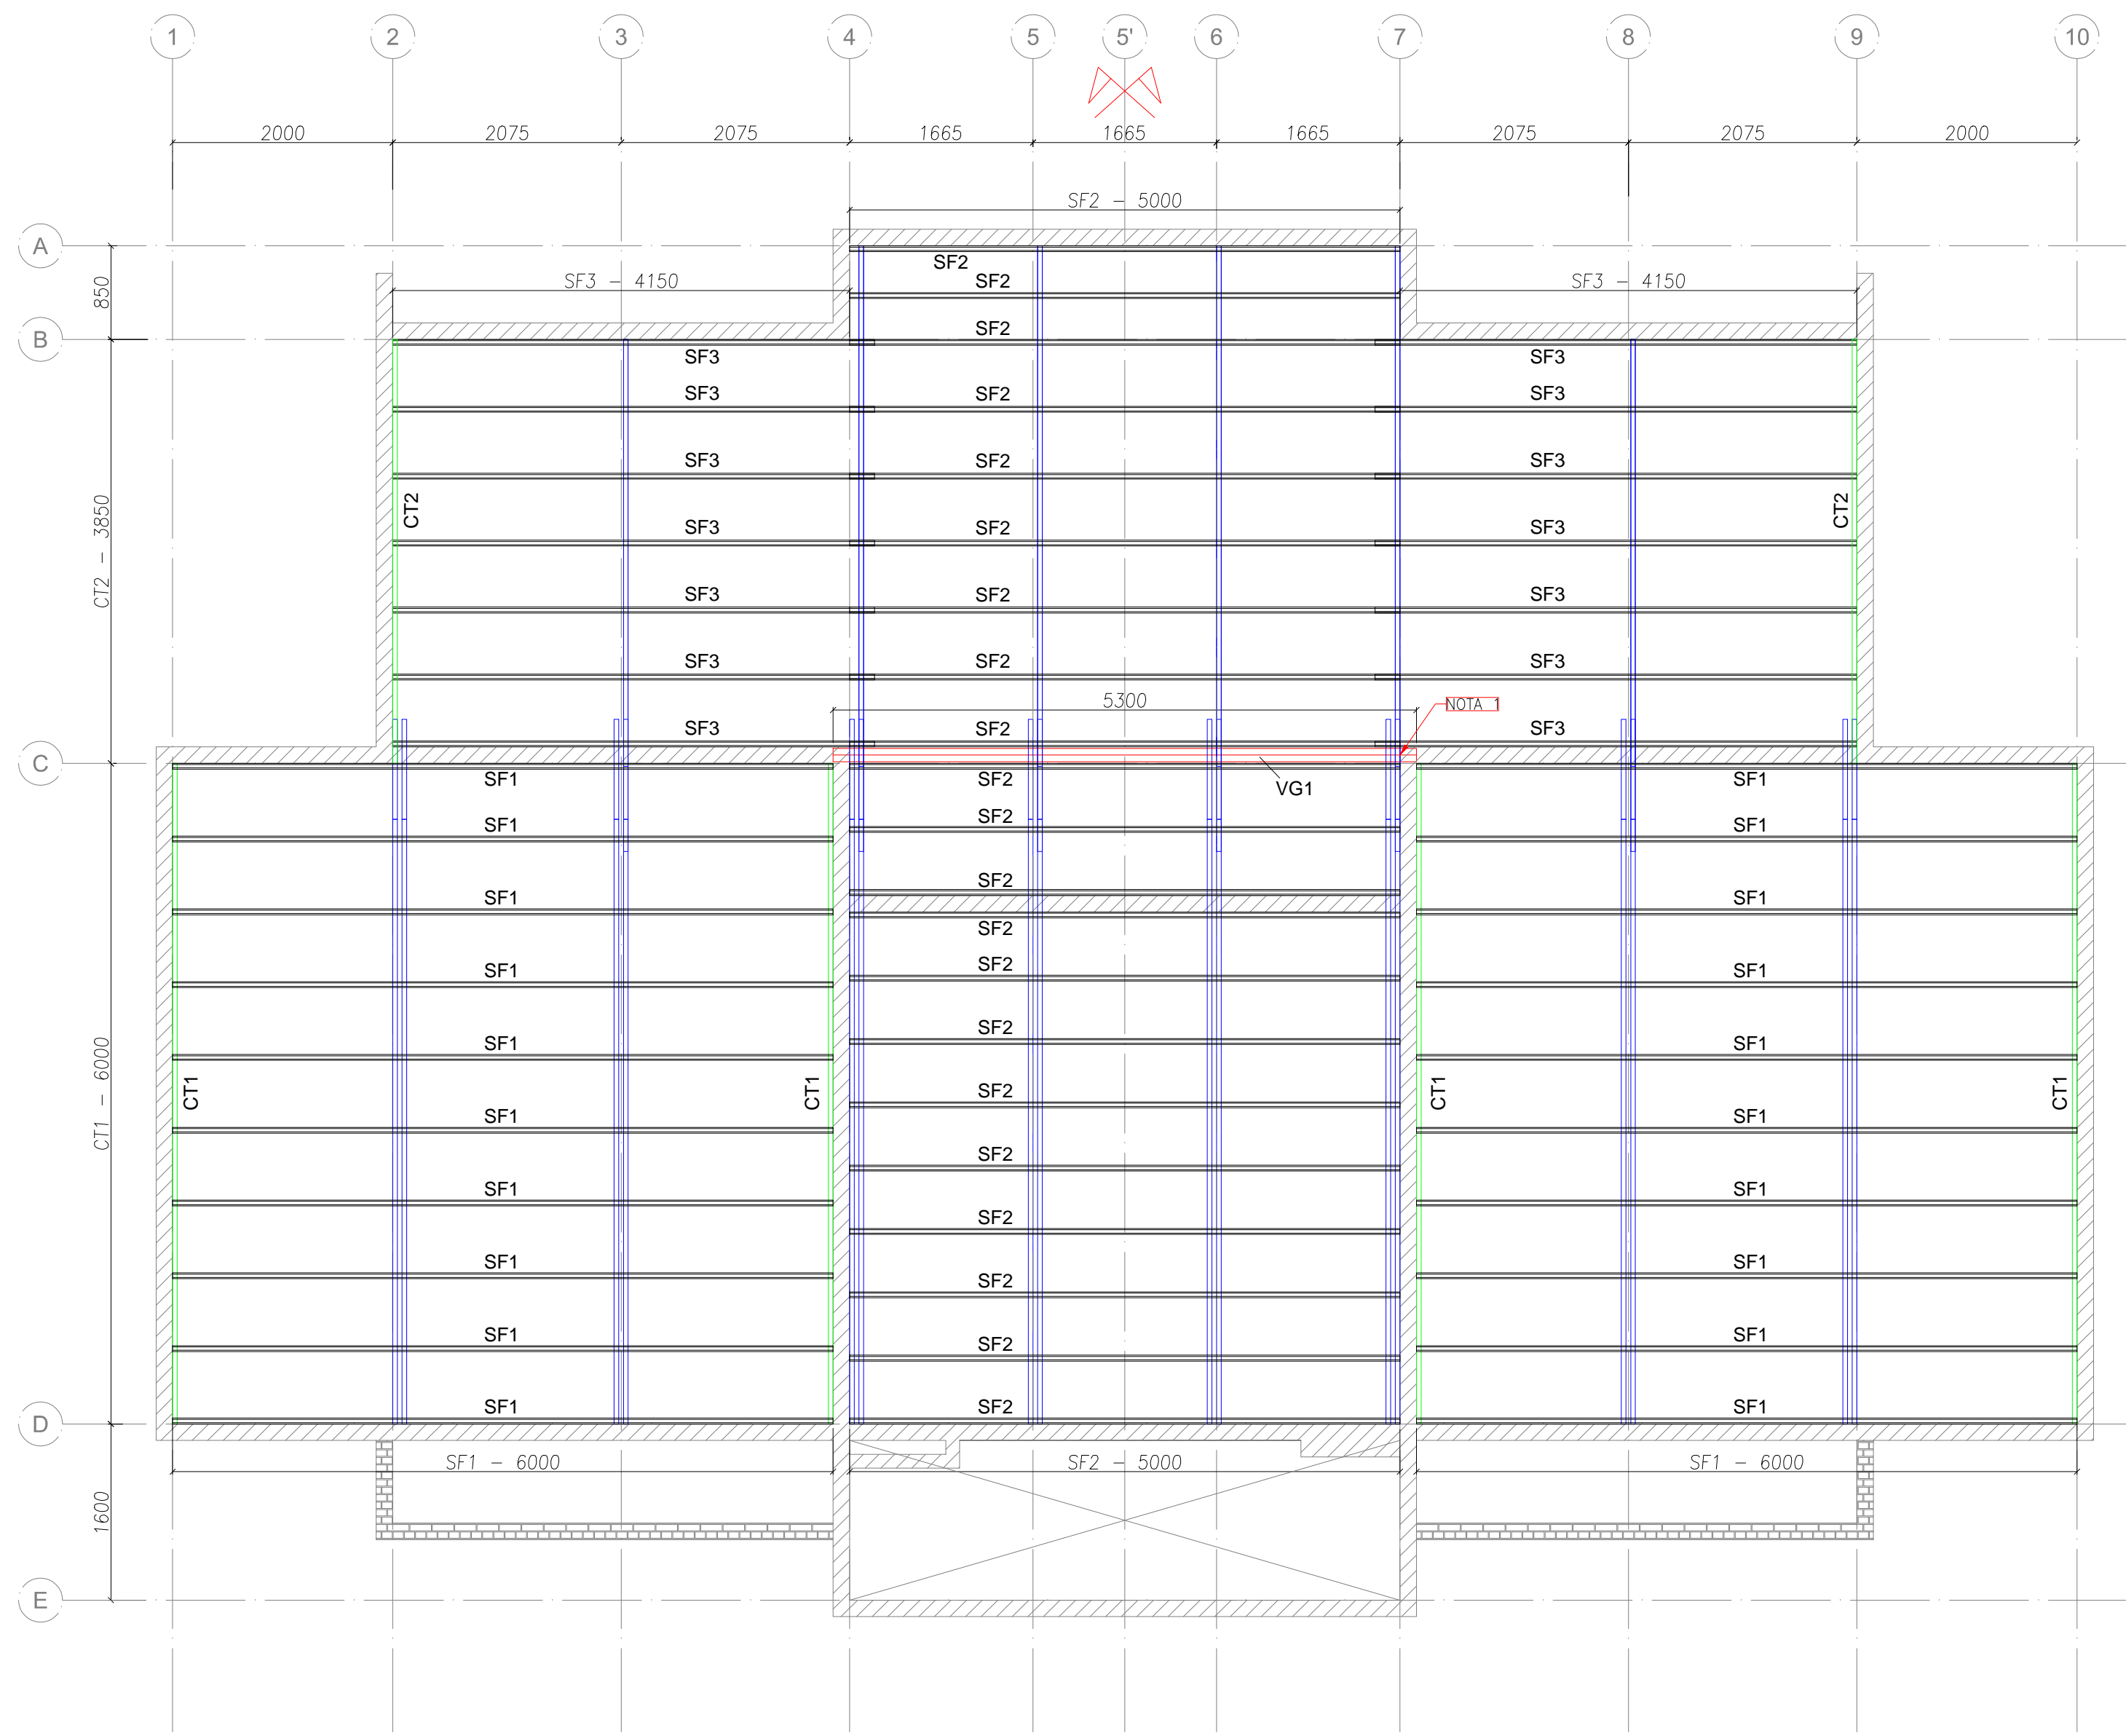 1 2 3 4 5 5' 6 7 8 9 10
2000 2075 2075 1665 1665 1665 2075 2075 2000
SF2 - 5000
A
SF2
850
SF3 - 4150 SF2 SF3 - 4150
SF2
B
SF3 SF3
SF3 SF2 SF3
SF3 SF2 SF3
CT2 CT2
SF3 SF2 SF3
CT2 - 3850
SF3 SF2 SF3
SF3 SF2 SF3
5300 NOTA 1
SF3 SF2 SF3
C
SF1 SF2 SF1
VG1
SF1 SF2 SF1
SF1 SF2 SF1
SF2
SF1 SF2 SF1
SF1 SF2 SF1
CT1 - 6000
CT1 CT1 SF2 CT1 CT1
SF1 SF1
SF2
SF1 SF1
SF2
SF1 SF1
SF2
SF1 SF2 SF1
SF1 SF2 SF1
D
SF1 - 6000 SF2 - 5000 SF1 - 6000
1600
E